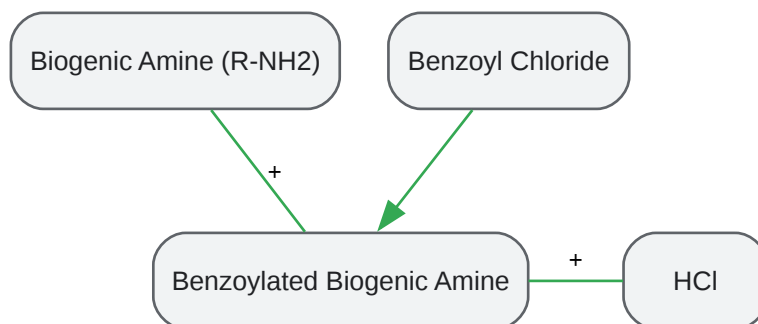 Biogenic Amine (R-NH2)
Benzoyl Chloride
+
Benzoylated Biogenic Amine
+
HCl